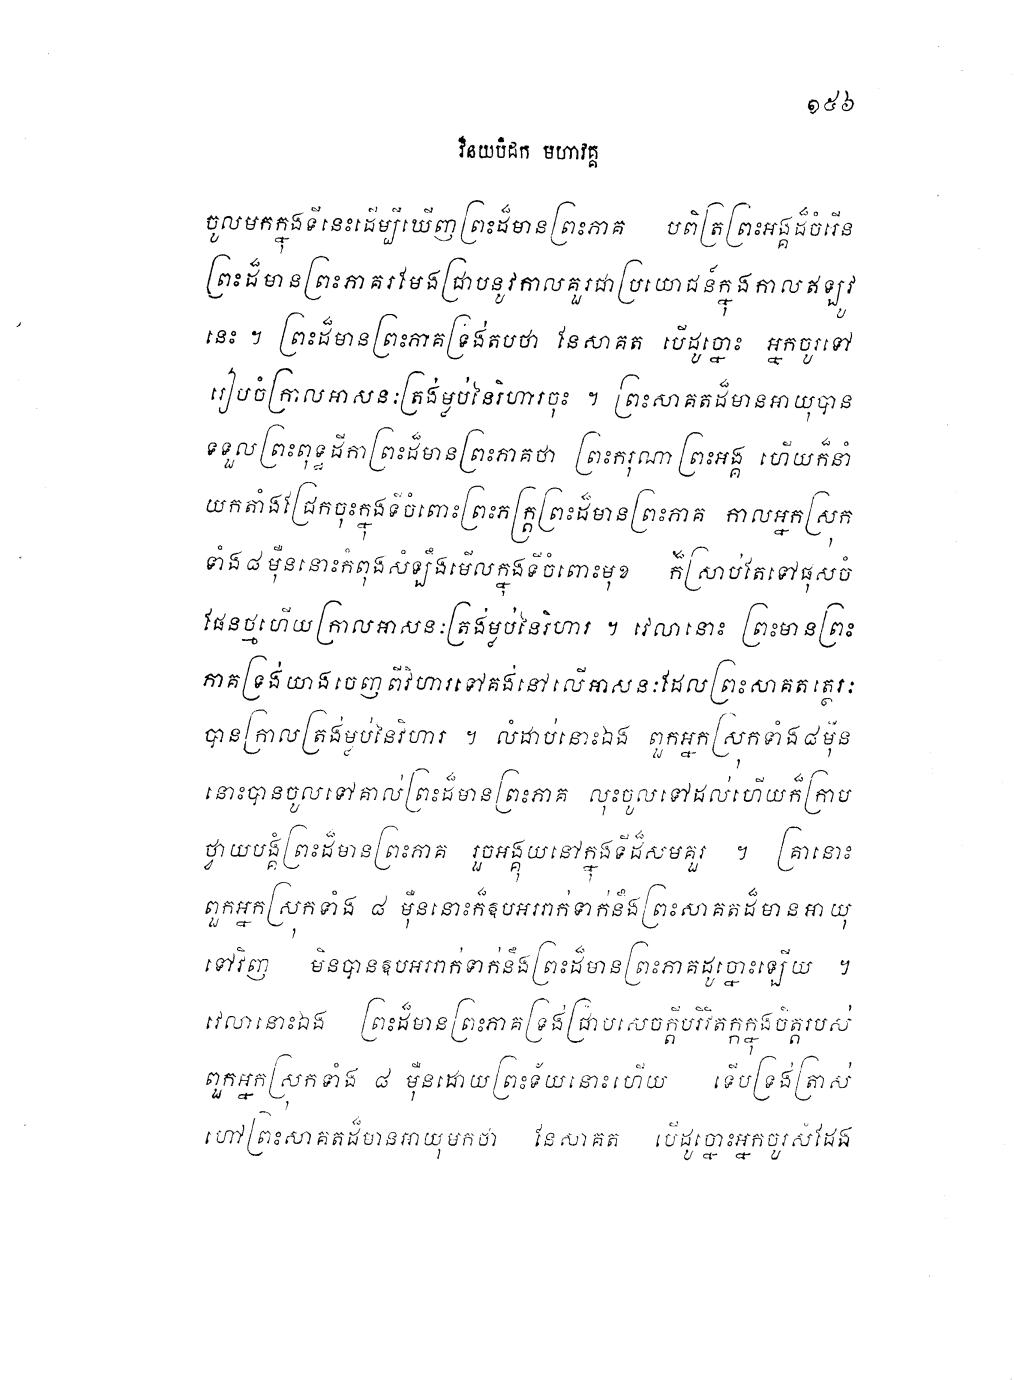 ១៥៦
វិនយបិដក មហាវគ្គ
ចូលមកក្នុងទីនេះដើម្បីឃើញព្រះដ៏មានព្រះភាគ បពិត្រព្រះអង្គដ៏ចំរើន
ព្រះដ៏មានព្រះភាគរមែងជ្រាបនូវកាលគួរជាប្រយោជន៍ក្នុងកាលឥឡូវ
នេះ ។ ព្រះដ៏មានព្រះភាគទ្រង់តបថា នែសាគត បើដូច្នោះ អ្នកចូរទៅ
រៀបចំក្រាលអាសនៈត្រង់ម្លប់នៃវិហារចុះ ។ ព្រះសាគតដ៏មានអាយុបាន
ទទួលព្រះពុទ្ធដីកាព្រះដ៏មានព្រះភាគថា ព្រះករុណាព្រះអង្គ ហើយក៏នាំ
យកតាំងជ្រែកចុះក្នុងទីចំពោះព្រះភក្ត្រព្រះដ៏មានព្រះភាគ កាលអ្នកស្រុក
ទាំង៨ម៉ឺននោះកំពុងសំឡឹងមើលក្នុងទីចំពោះមុខ ក៏ស្រាប់តែទៅផុសចំ
ផែនថ្មហើយក្រាលអាសនៈត្រង់ម្លប់នៃវិហារ ។ វេលានោះ ព្រះមានព្រះ
ភាគទ្រង់យាងចេញពីវិហារទៅគង់នៅលើអាសនៈដែលព្រះសាគតត្ថេរៈ
បានក្រាលត្រង់ម្លប់នៃវិហារ ។ លំដាប់នោះឯង ពួកអ្នកស្រុកទាំង៨ម៉ឺន
នោះបានចូលទៅគាល់ព្រះដ៏មានព្រះភាគ លុះចូលទៅដល់ហើយក៏ក្រាប
ថ្វាយបង្គំព្រះដ៏មានព្រះភាគ រួចអង្គុយនៅក្នុងទីដ៏សមគួរ ។ គ្រានោះ
ពួកអ្នកស្រុកទាំង ៨ ម៉ឺននោះក៏ឧបអរពាក់ទាក់នឹងព្រះសាគតដ៏មានអាយុ
ទៅវិញ មិនបានឧបអរពាក់ទាក់នឹងព្រះដ៏មានព្រះភាគដូច្នោះឡើយ ។
វេលានោះឯង ព្រះដ៏មានព្រះភាគទ្រង់ជ្រាបសេចក្តីបរិវិតក្កក្នុងចិត្តរបស់
ពួកអ្នកស្រុកទាំង ៨ ម៉ឺនដោយព្រះទ័យនោះហើយ ទើបទ្រង់ត្រាស់
ហៅព្រះសាគតដ៏មានអាយុមកថា នែសាគត បើដូច្នោះអ្នកចូរសំដែង